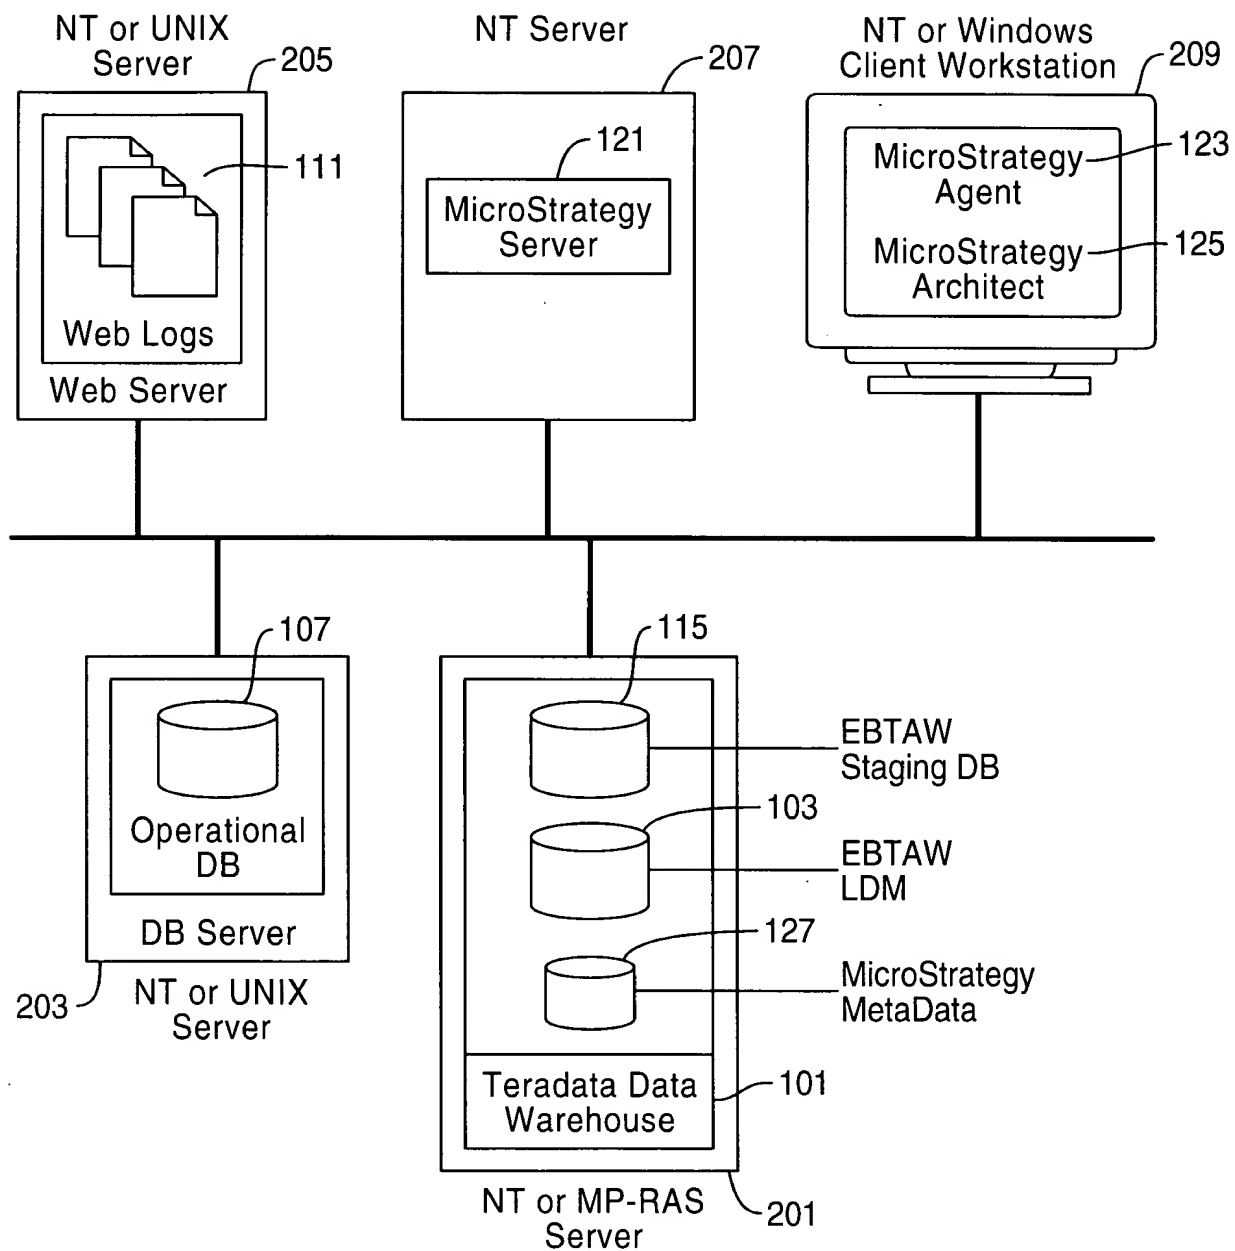 NT or UNIX
Server
205
111
Web Logs
Web Server
NT Server
207
121
MicroStrategy
Server
NT or Windows
Client Workstation
209
MicroStrategy
Agent
123
MicroStrategy
Architect
125
107
Operational
DB
DB Server
203
NT or UNIX
Server
115
EBTAW
Staging DB
103
EBTAW
LDM
127
MicroStrategy
MetaData
Teradata Data
Warehouse
101
NT or MP-RAS
Server
201